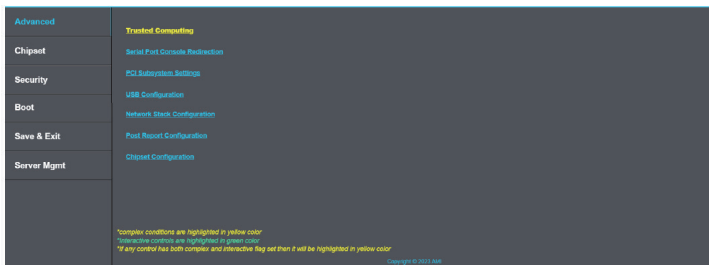 Advanced
Chipset
Security
Boot
Save & Exit
Server Mgmt
Trusted Computing
Serial Port Console Redirection
PCI Subsystem Settings
USB Configuration
Network Stack Configuration
Post Report Configuration
Chipset Configuration
*complex conditions are highlighted in yellow color
*Interactive controls are highlighted in green color
*If any control has both complex and interactive flag set then it will be highlighted in yellow color
Copyright © 2023 AMI